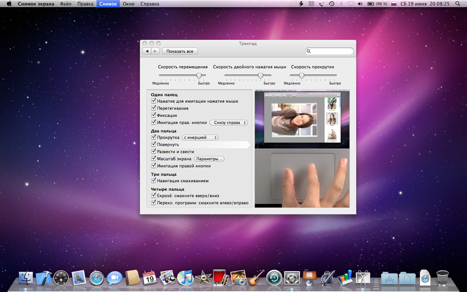 Снимок экрана Файл Правка Снимок Окно Справка
Сб 19 июня 20:08:25
Трекпад
Показать все
Скорость перемещения Скорость двойного нажатия мыши Скорость прокрутки
Медленно Быстро Медленно Быстро Медленно Быстро
Один палец
Нажатие для имитации нажатия мыши
Перетягивание
Фиксация
Имитация прав. кнопки Снизу справа
Два пальца
Прокрутка с инерцией
Повернуть
Развести и свести
Масштаб экрана Параметры...
Имитация правой кнопки
Три пальца
Навигация смахиванием
Четыре пальца
Exposé: смахните вверх/вниз
Перекл. программ: смахните влево/вправо
19